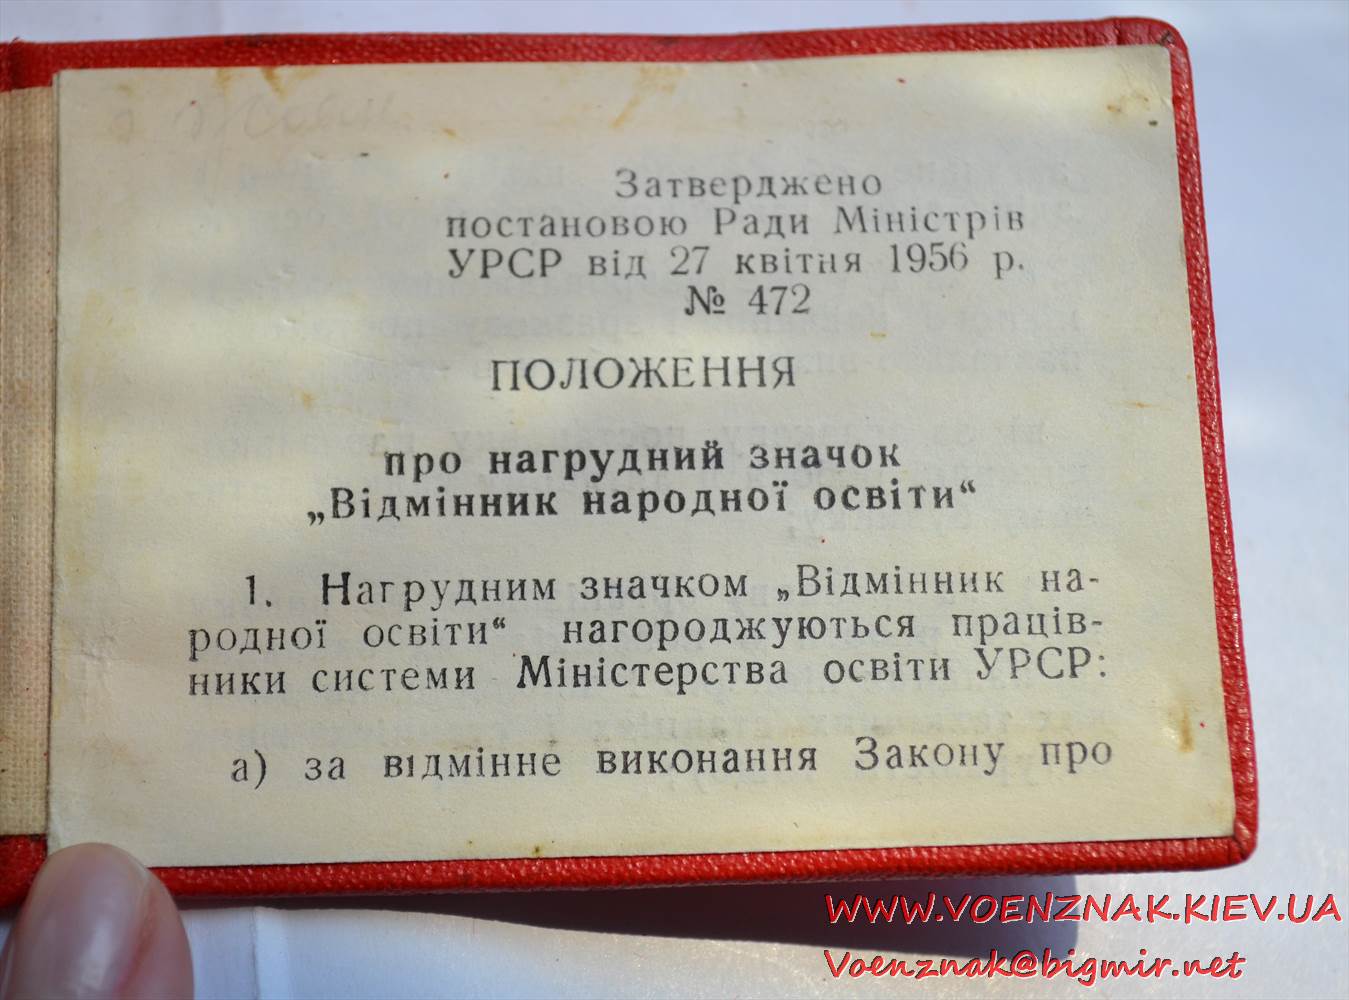 Затверджено
постановою Ради Міністрів
УРСР від 27 квітня 1956 р.
№ 472
ПОЛОЖЕННЯ
про нагрудний значок
„Відмінник народної освіти“
1. Нагрудним значком „Відмінник на-
родної освіти“ нагороджуються праців-
ники системи Міністерства освіти УРСР:
а) за відмінне виконання Закону про
WWW.VOENZNAK.KIEV.UA
Voenznak@bigmir.net